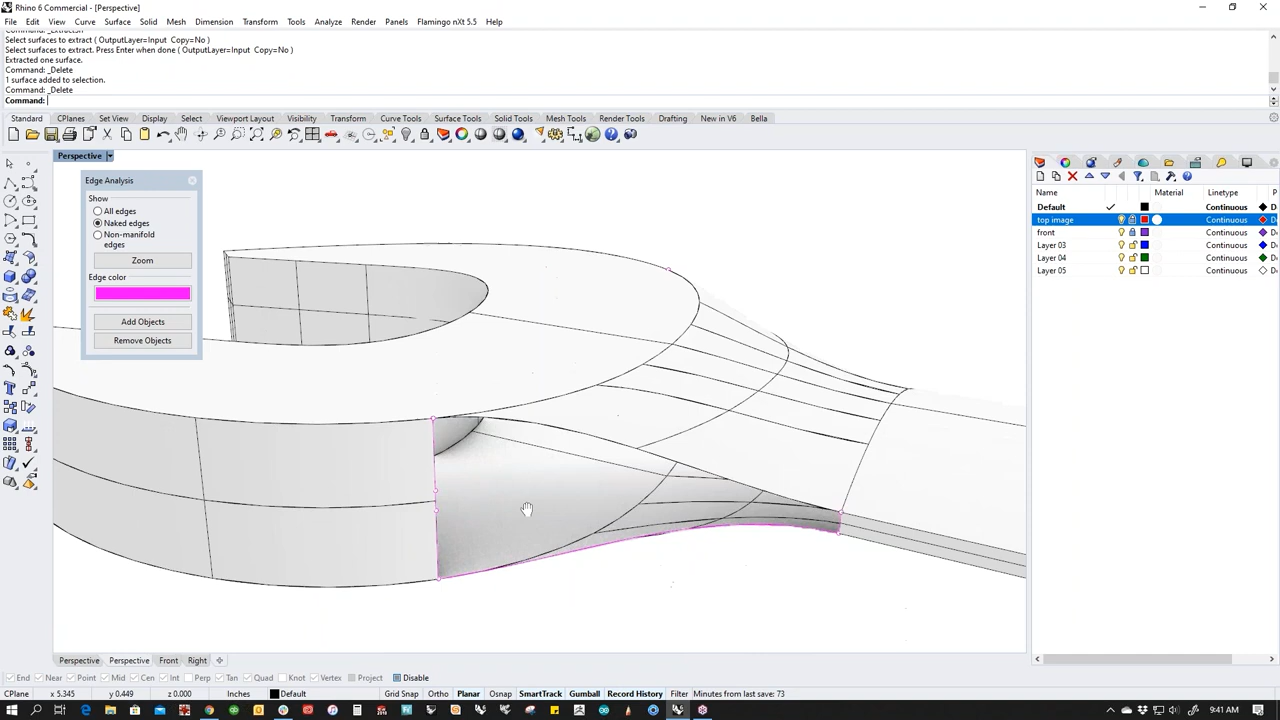 Rhino 6 Commercial - [Perspective]
File Edit View Curve Surface Solid Mesh Dimension Transform Tools Analyze Render Panels Flamingo nXt 5.5 Help
Select surfaces to extract ( OutputLayer=Input Copy=No )
Select surfaces to extract. Press Enter when done ( OutputLayer=Input Copy=No )
Extracted one surface.
Command: _Delete
1 surface added to selection.
Command: _Delete
Command:
Standard CPlanes Set View Display Select Viewport Layout Visibility Transform Curve Tools Surface Tools Solid Tools Mesh Tools Render Tools Drafting New in V6 Bella
Perspective
Edge Analysis
Show
All edges
Naked edges
Non-manifold
edges
Zoom
Edge color
Add Objects
Remove Objects
Name Material Linetype P
Default Continuous D
top image Continuous D
front Continuous D
Layer 03 Continuous D
Layer 04 Continuous D
Layer 05 Continuous D
Perspective Perspective Front Right
End Near Point Mid Cen Int Perp Tan Quad Knot Vertex Project Disable
CPlane x 5.345 y 0.449 z 0.000 Inches Default Grid Snap Ortho Planar Osnap SmartTrack Gumball Record History Filter Minutes from last save: 73
9:41 AM